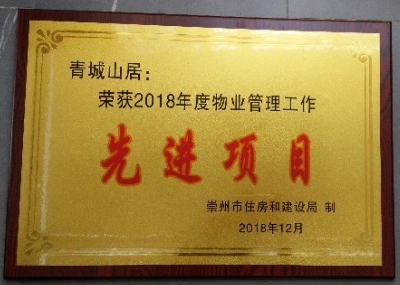 青城山居：
荣获2018年度物业管理工作
先进项目
崇州市住房和建设局 制
2018年12月